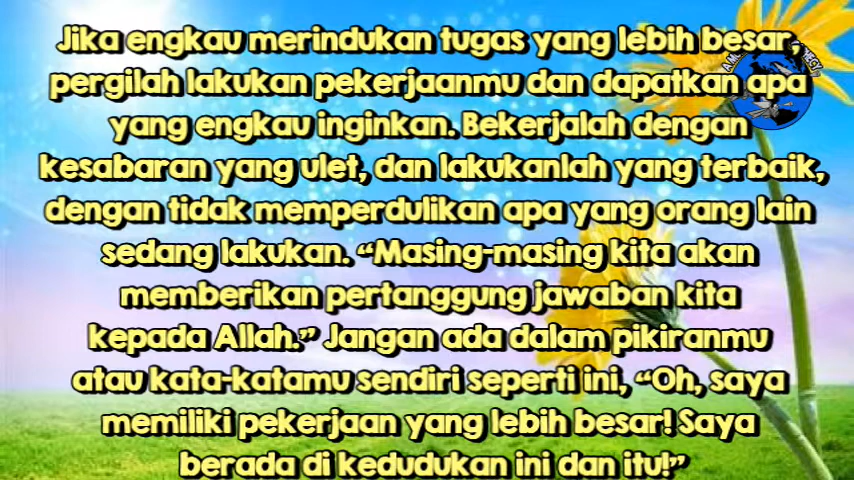 Jika engkau merindukan tugas yang lebih besar,
pergilah lakukan pekerjaanmu dan dapatkan apa
yang engkau inginkan. Bekerjalah dengan
kesabaran yang ulet, dan lakukanlah yang terbaik,
dengan tidak memperdulikan apa yang orang lain
sedang lakukan. “Masing-masing kita akan
memberikan pertanggung jawaban kita
kepada Allah.” Jangan ada dalam pikiranmu
atau kata-katamu sendiri seperti ini, “Oh, saya
memiliki pekerjaan yang lebih besar! Saya
berada di kedudukan ini dan itu!”